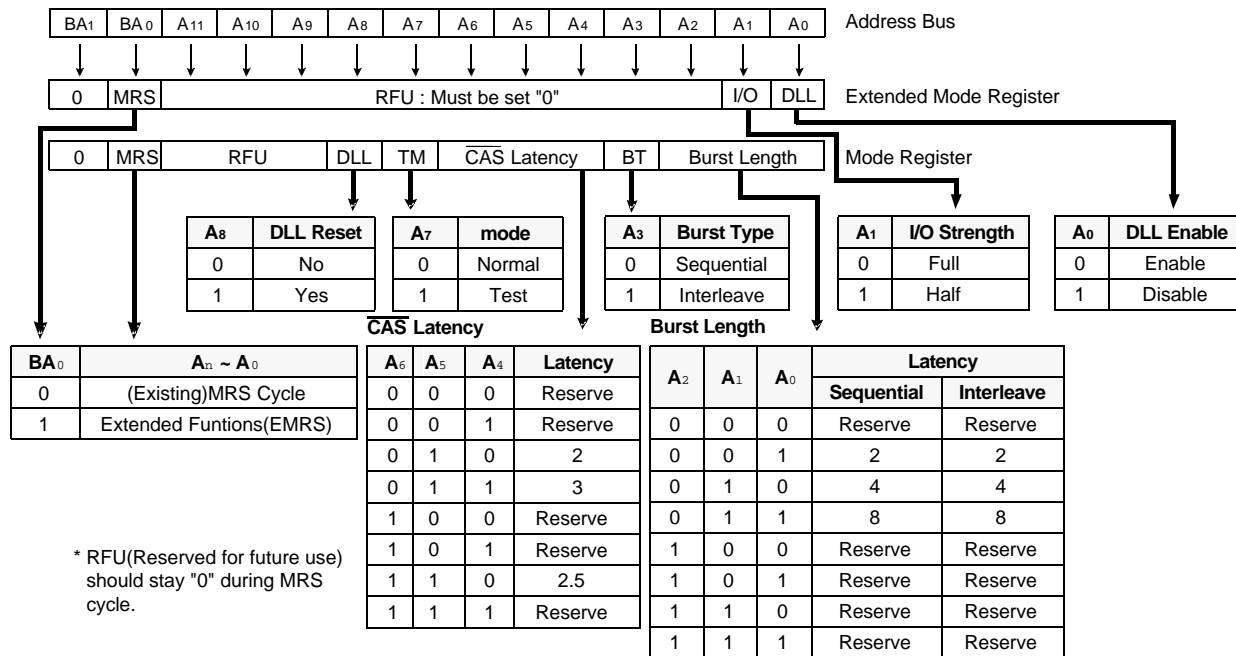 BA1 BA0 A11 A10 A9 A8 A7 A6 A5 A4 A3 A2 A1 A0 Address Bus
0 MRS RFU : Must be set "0" I/O DLL Extended Mode Register
0 MRS RFU DLL TM CAS Latency BT Burst Length Mode Register
A8 DLL Reset
0 No
1 Yes
A7 mode
0 Normal
1 Test
A3 Burst Type
0 Sequential
1 Interleave
A1 I/O Strength
0 Full
1 Half
A0 DLL Enable
0 Enable
1 Disable
BA0 An ~ A0
0 (Existing)MRS Cycle
1 Extended Funtions(EMRS)
CAS Latency
A6 A5 A4 Latency
0 0 0 Reserve
0 0 1 Reserve
0 1 0 2
0 1 1 3
1 0 0 Reserve
1 0 1 Reserve
1 1 0 2.5
1 1 1 Reserve
Burst Length
A2 A1 A0 Latency
Sequential Interleave
0 0 0 Reserve Reserve
0 0 1 2 2
0 1 0 4 4
0 1 1 8 8
1 0 0 Reserve Reserve
1 0 1 Reserve Reserve
1 1 0 Reserve Reserve
1 1 1 Reserve Reserve
* RFU(Reserved for future use)
should stay "0" during MRS
cycle.